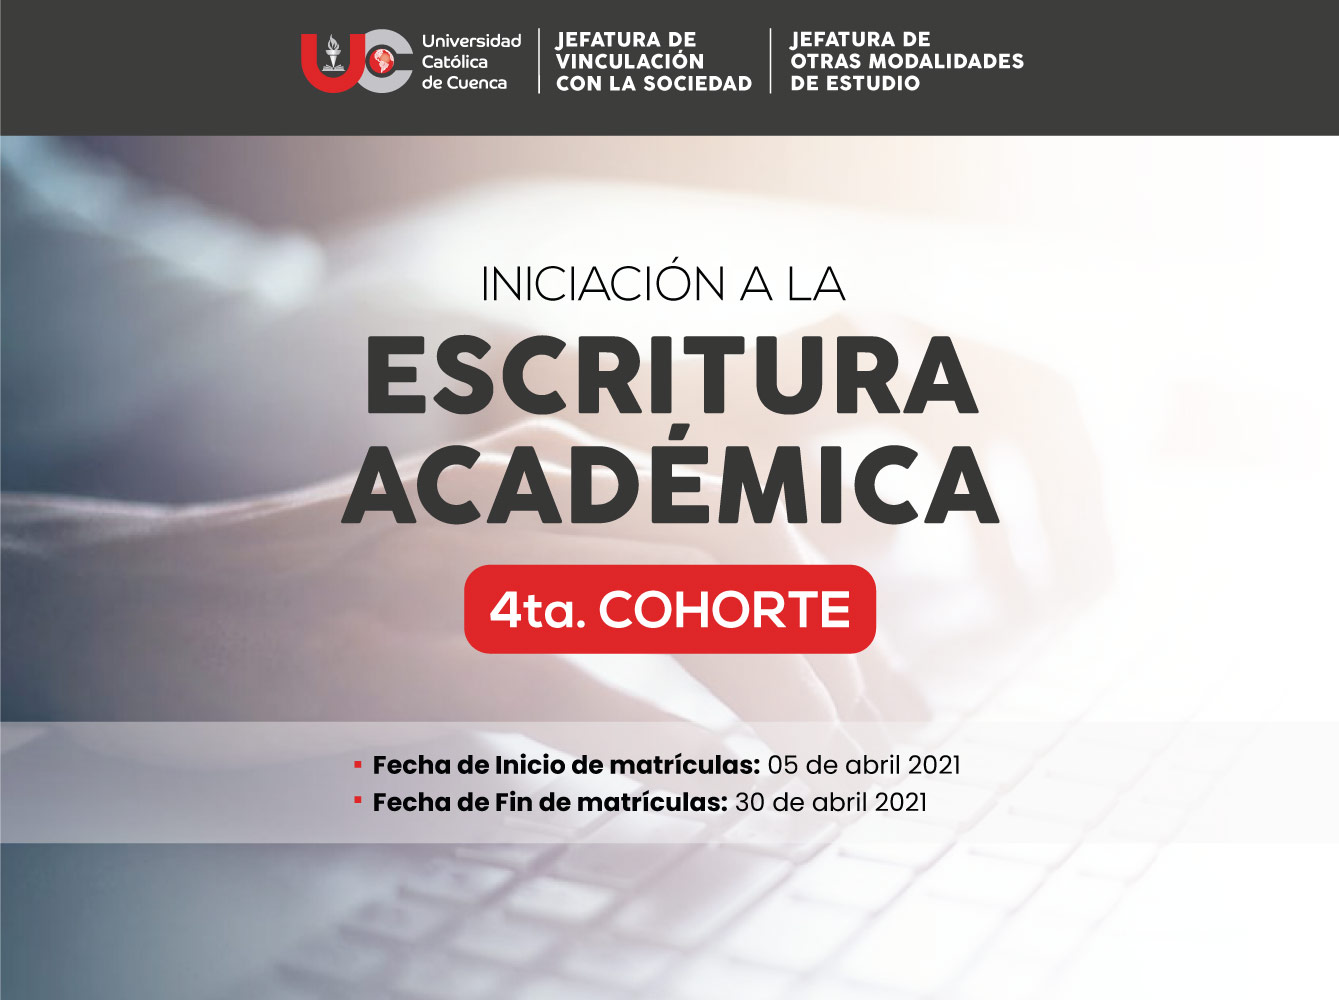 Universidad
Católica
de Cuenca
JEFATURA DE
VINCULACIÓN
CON LA SOCIEDAD
JEFATURA DE
OTRAS MODALIDADES
DE ESTUDIO
INICIACIÓN A LA
ESCRITURA
ACADÉMICA
4ta. COHORTE
Fecha de Inicio de matrículas: 05 de abril 2021
Fecha de Fin de matrículas: 30 de abril 2021